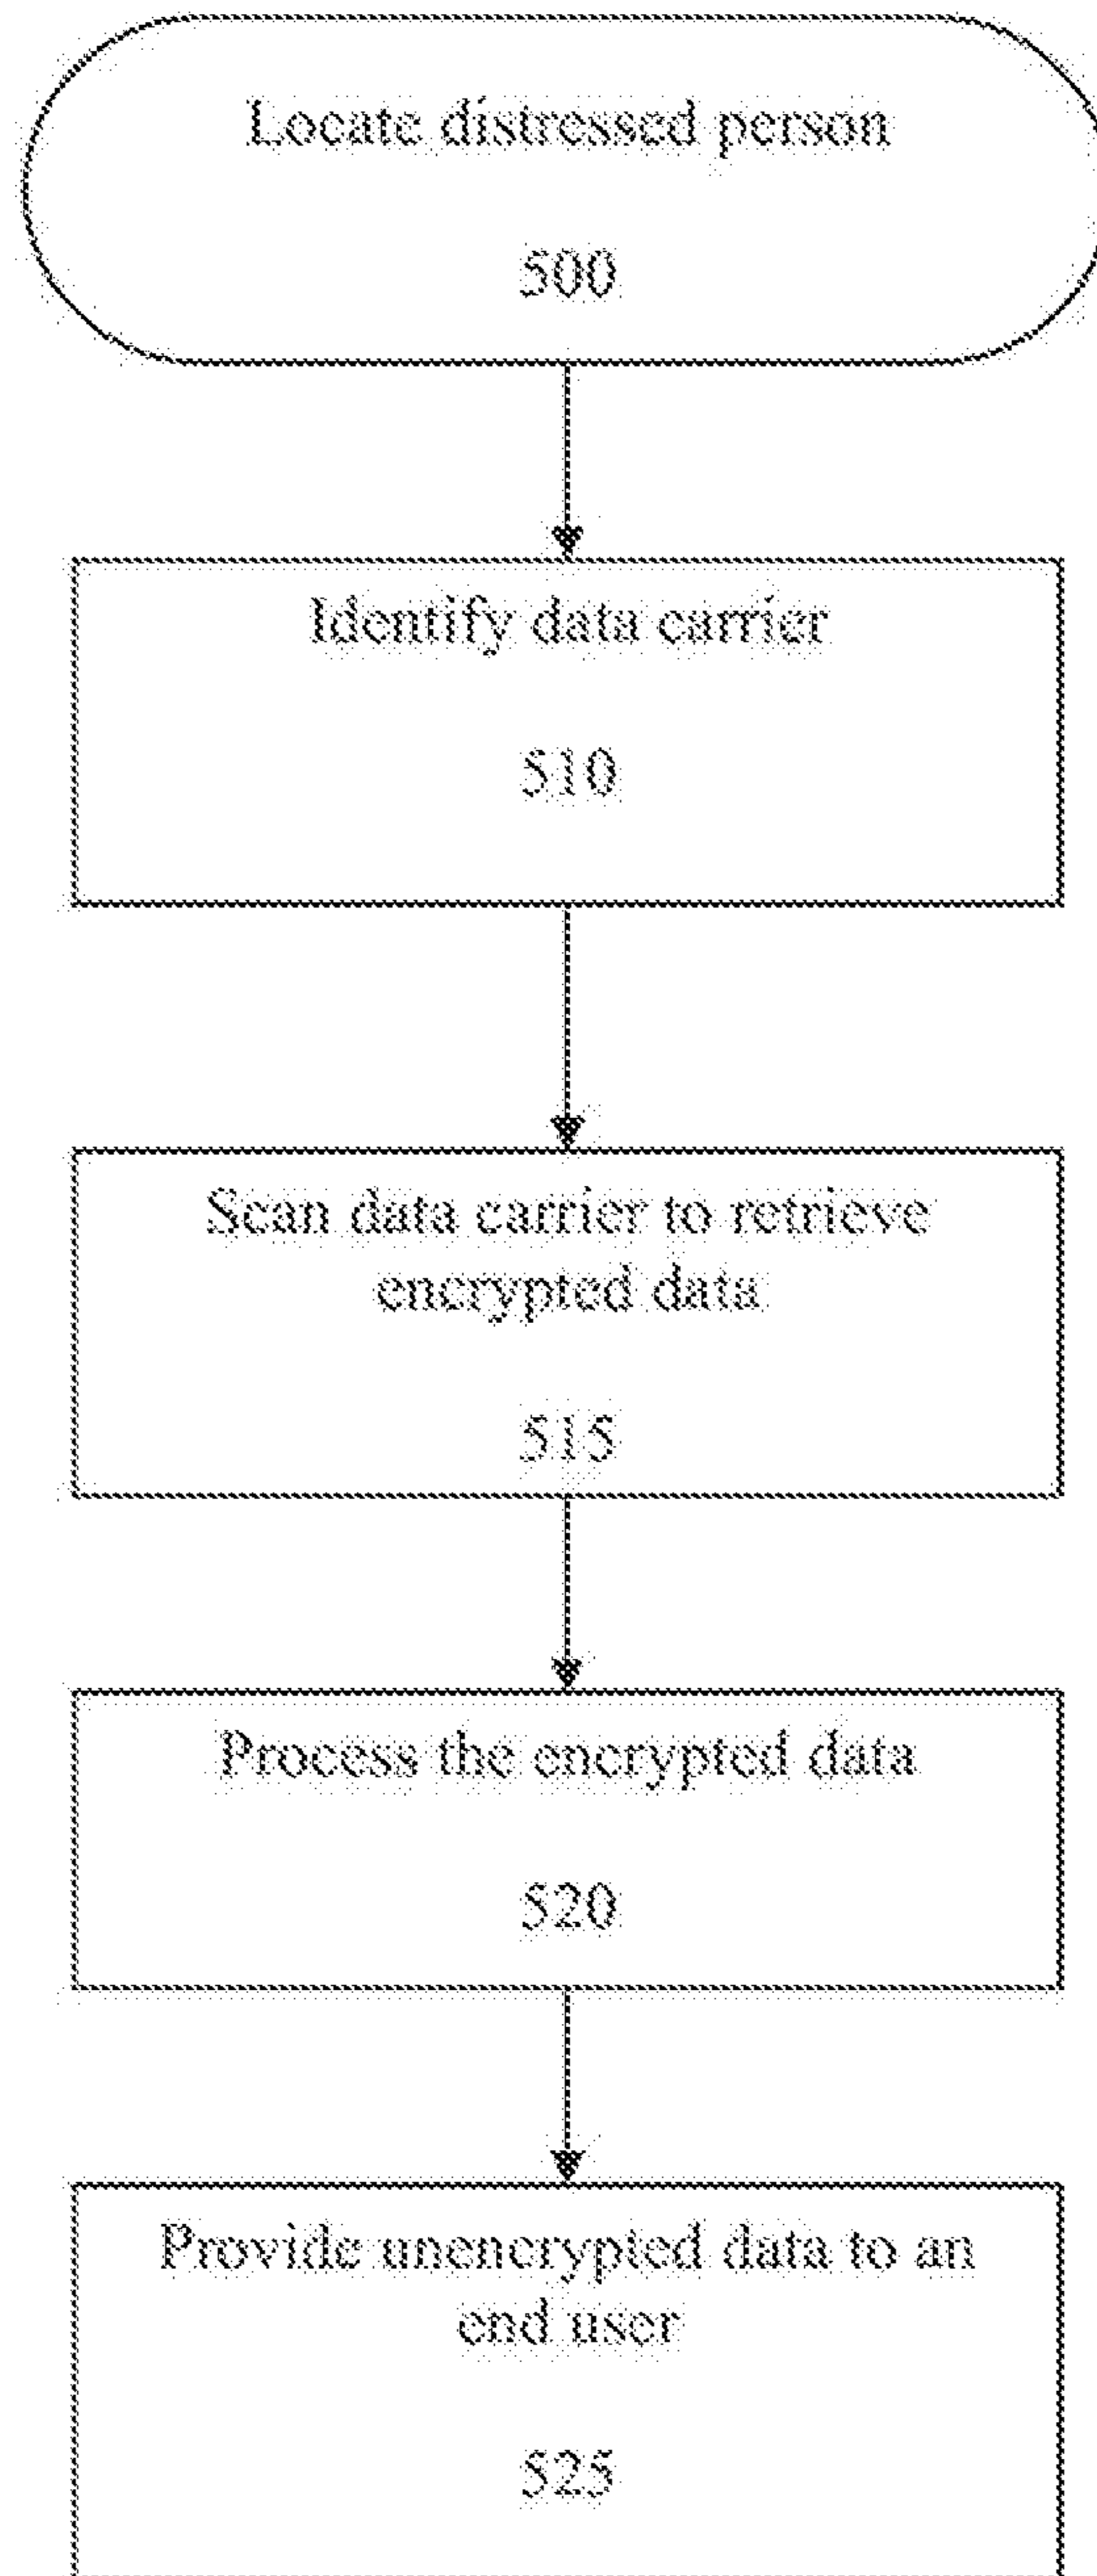 Locate distressed person
500
Identify data carrier
510
Scan data carrier to retrieve
encrypted data
515
Process the encrypted data
520
Provide unencrypted data to an
end user
525